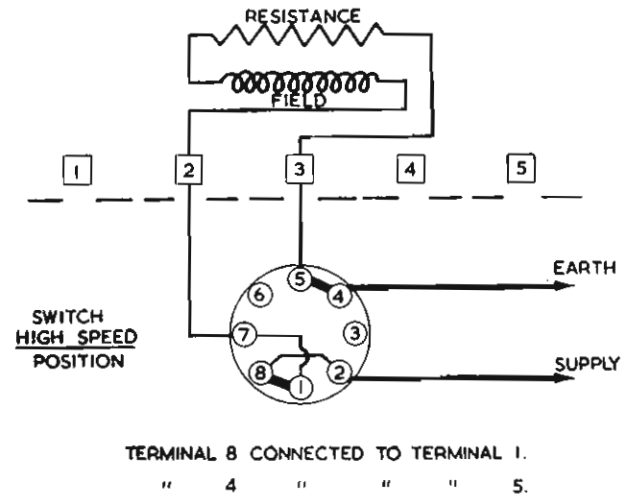 RESISTANCE
FIELD
1 2 3 4 5
EARTH
5
4
6
SWITCH
HIGH SPEED
POSITION
7
3
8
2
1
SUPPLY
TERMINAL 8 CONNECTED TO TERMINAL 1.
" 4 " " " 5.